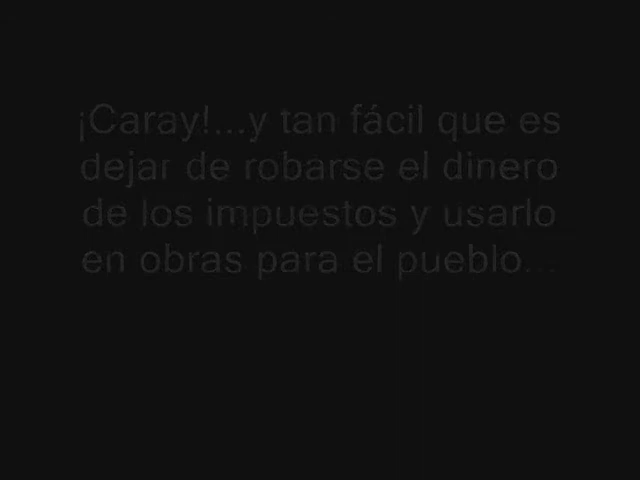 ¡Caray!...y tan fácil que es
dejar de robarse el dinero
de los impuestos y usarlo
en obras para el pueblo...